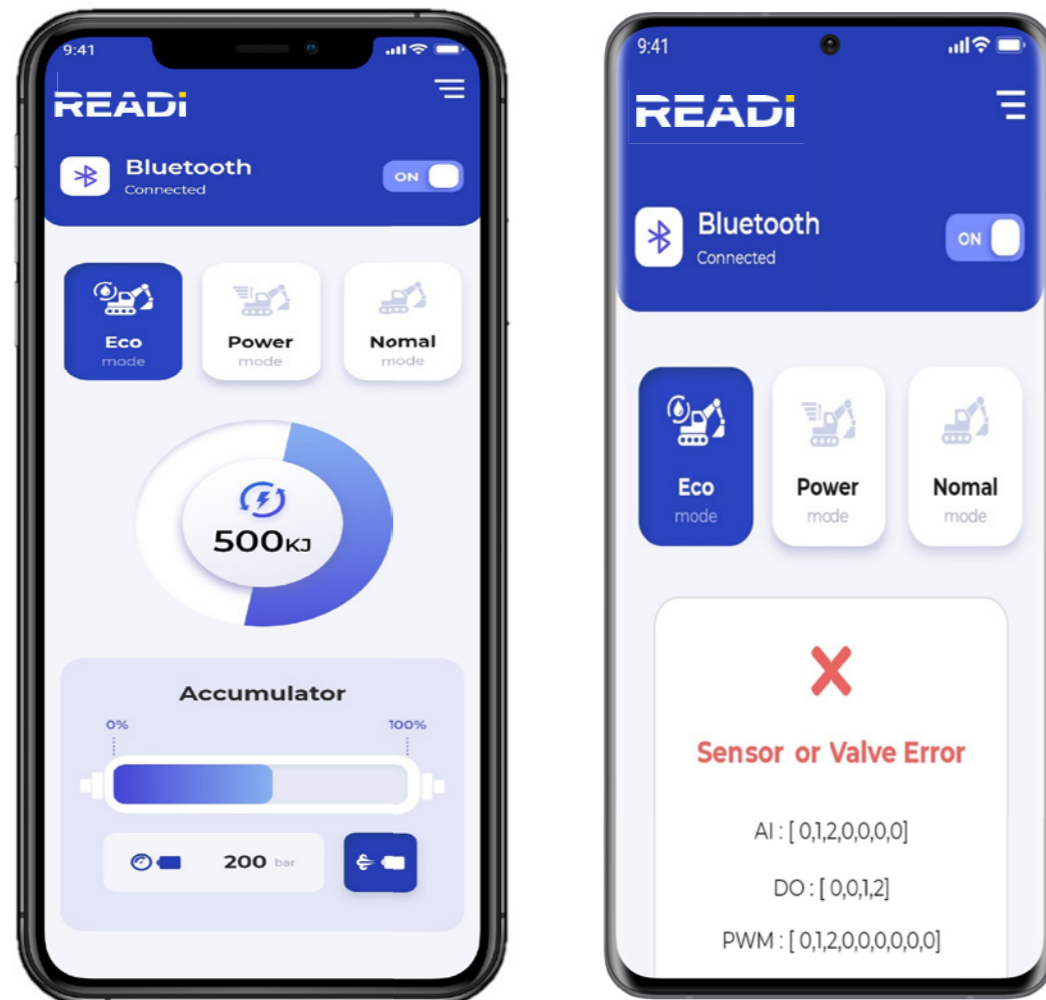 9:41
READi
Bluetooth
Connected
ON
Eco
mode
Power
mode
Nomal
mode
500KJ
Accumulator
0%
100%
200 bar
9:41
READi
Bluetooth
Connected
ON
Eco
mode
Power
mode
Nomal
mode
Sensor or Valve Error
AI : [ 0,1,2,0,0,0,0]
DO : [ 0,0,1,2]
PWM : [ 0,1,2,0,0,0,0,0,0]